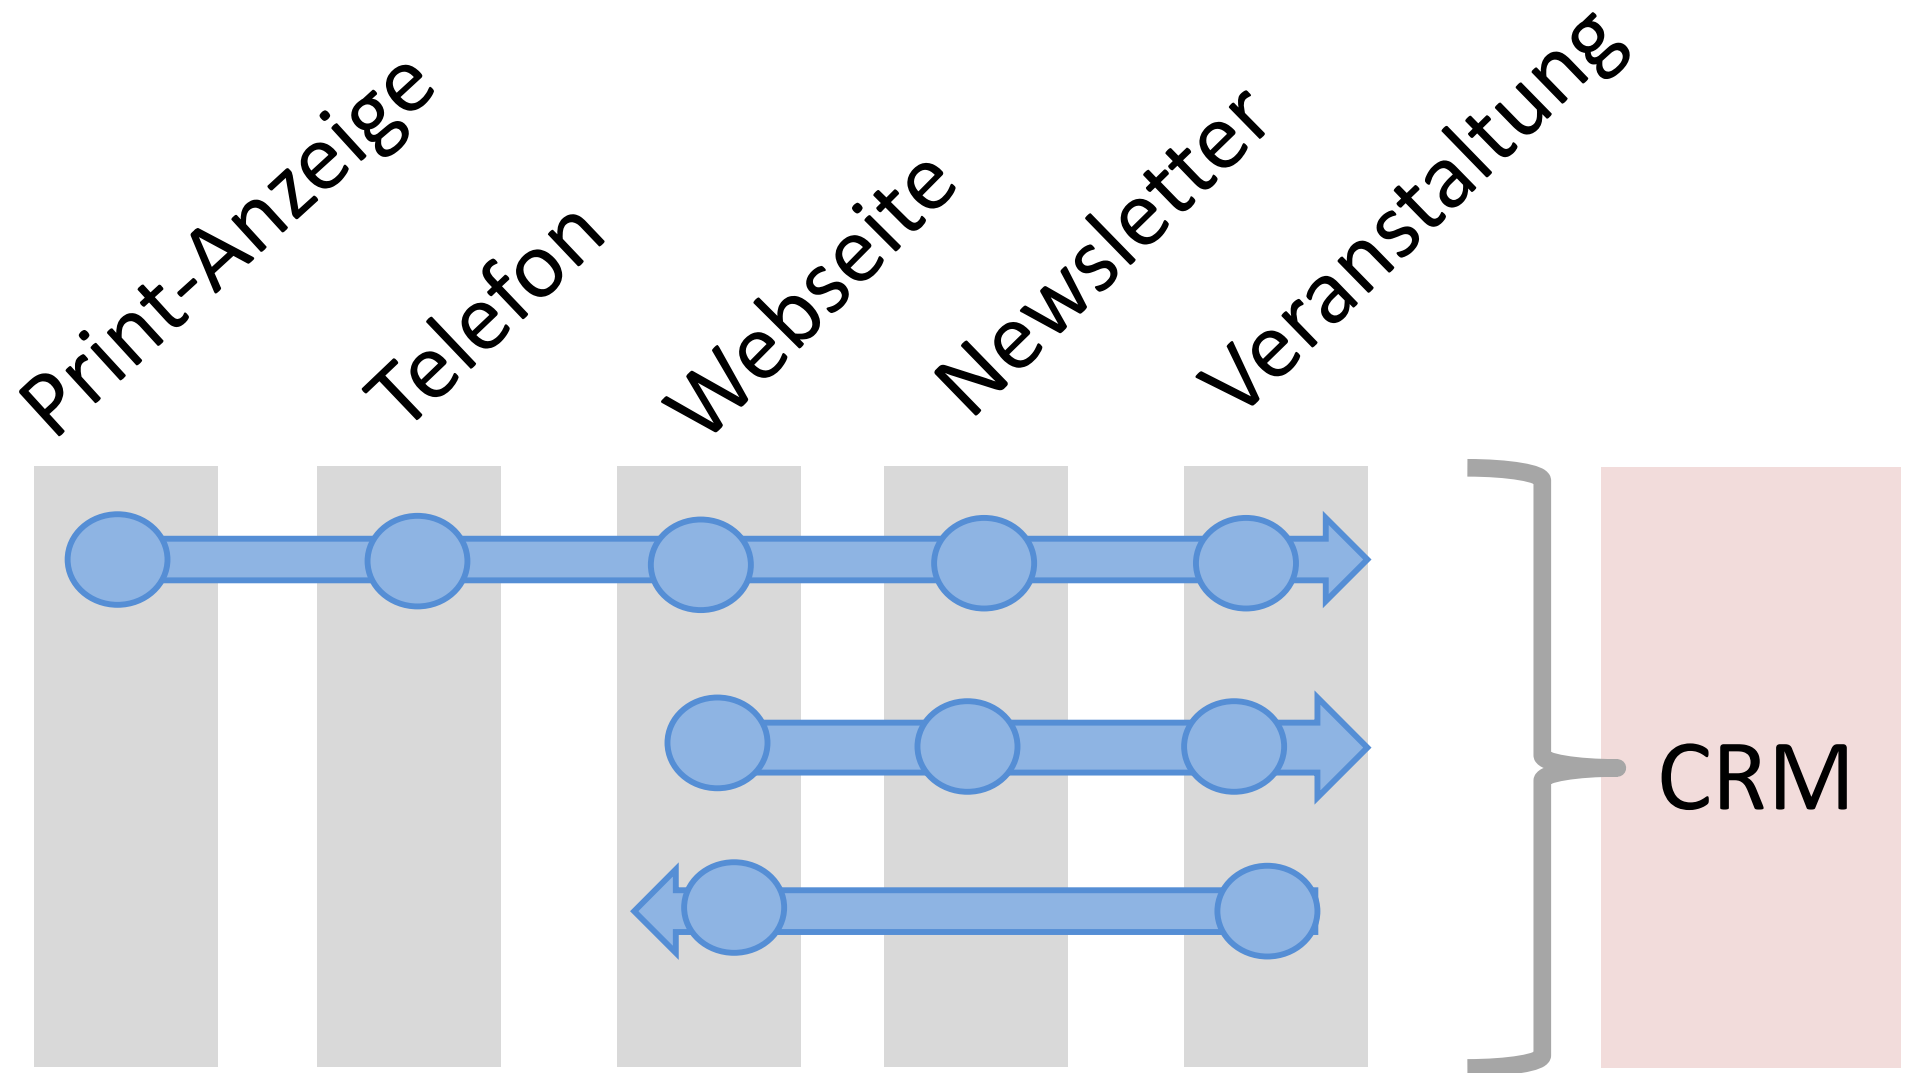 Print-Anzeige
Telefon
Webseite
Newsletter
Veranstaltung
CRM